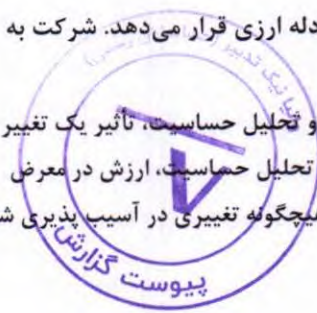 دله ارزی قرار می‌دهد. شرکت به
و تحلیل حساسیت، تأثیر یک تغییر
تحلیل حساسیت، ارزش در معرض
هیچگونه تغییری در آسیب پذیری ش
پیوست گزارش